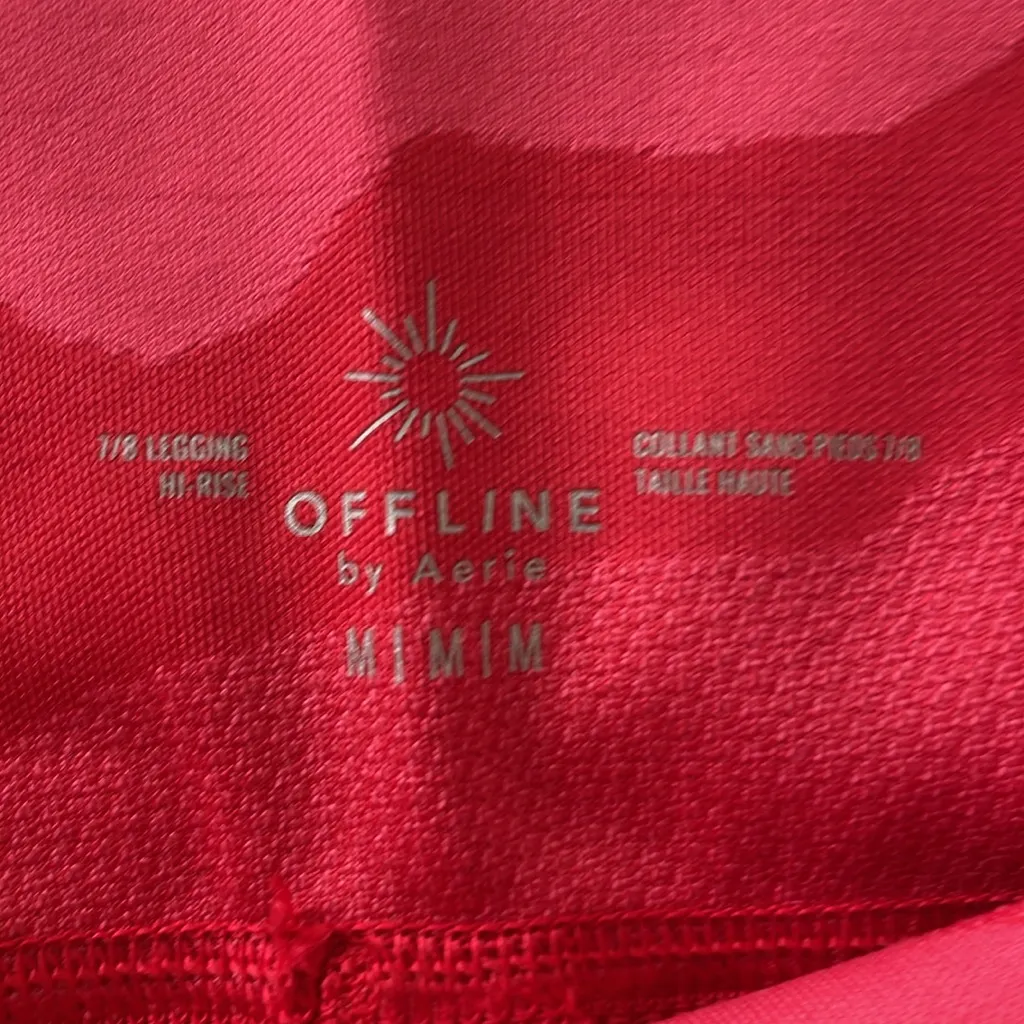 7/8 LEGGING
HI-RISE
OFFLINE
by Aerie
M | M | M
COLLANT SANS PIEDS 7/8
TAILLE HAUTE